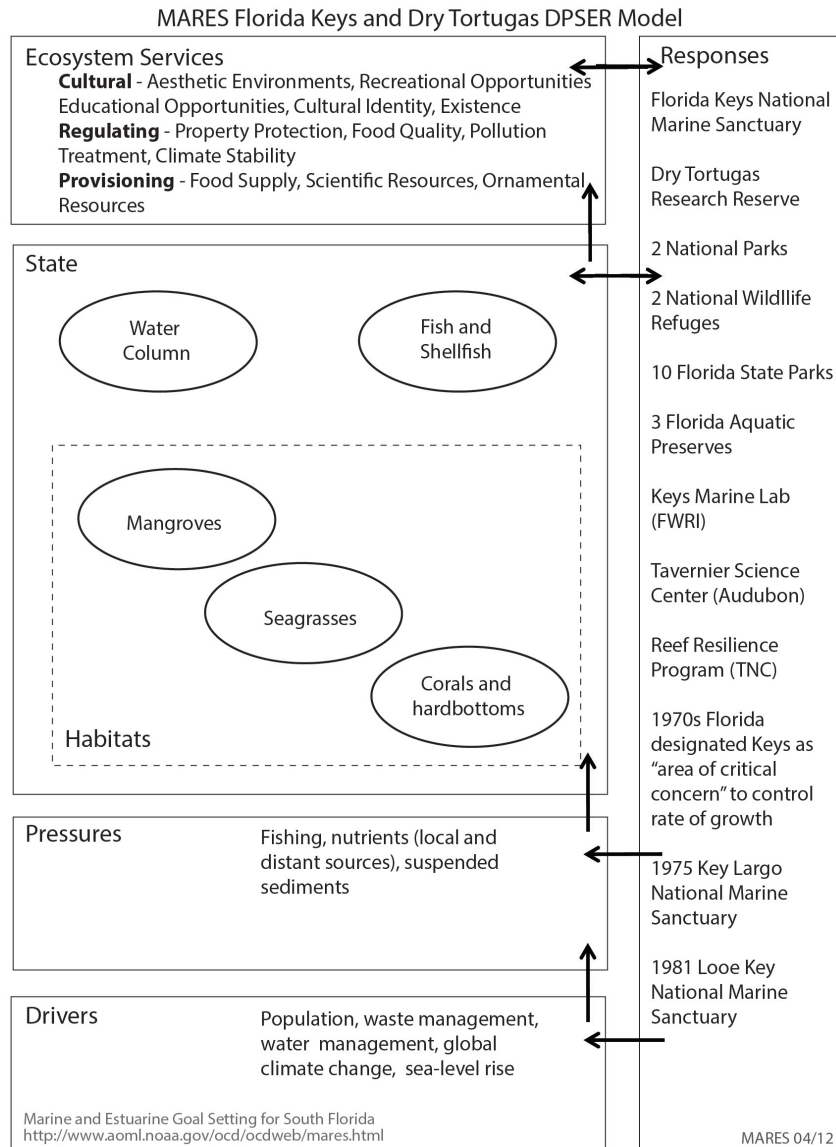 MARES Florida Keys and Dry Tortugas DPSER Model
Ecosystem Services
Cultural - Aesthetic Environments, Recreational Opportunities
Educational Opportunities, Cultural Identity, Existence
Regulating - Property Protection, Food Quality, Pollution
Treatment, Climate Stability
Provisioning - Food Supply, Scientific Resources, Ornamental
Resources
State
Water
Column
Fish and
Shellfish
Mangroves
Seagrasses
Corals and
hardbottoms
Habitats
Pressures
Fishing, nutrients (local and
distant sources), suspended
sediments
Drivers
Population, waste management,
water management, global
climate change, sea-level rise
Marine and Estuarine Goal Setting for South Florida
http://www.aoml.noaa.gov/ocd/ocdweb/mares.html
Responses
Florida Keys National
Marine Sanctuary
Dry Tortugas
Research Reserve
2 National Parks
2 National Wildllife
Refuges
10 Florida State Parks
3 Florida Aquatic
Preserves
Keys Marine Lab
(FWRI)
Tavernier Science
Center (Audubon)
Reef Resilience
Program (TNC)
1970s Florida
designated Keys as
“area of critical
concern” to control
rate of growth
1975 Key Largo
National Marine
Sanctuary
1981 Looe Key
National Marine
Sanctuary
MARES 04/12